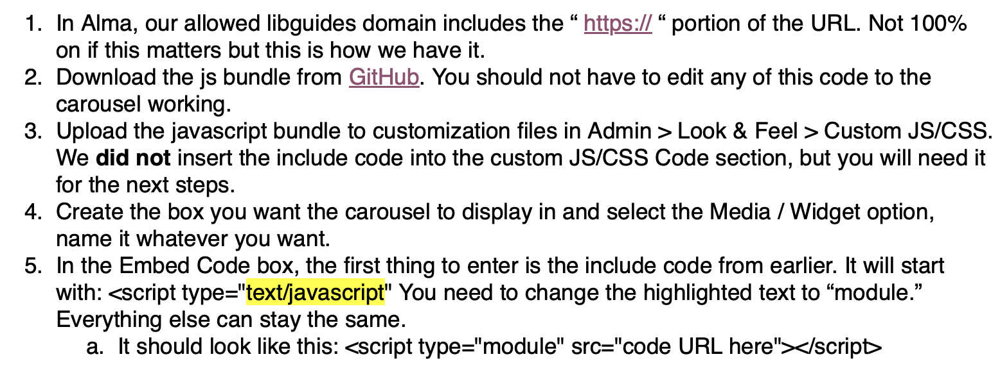 1. In Alma, our allowed libguides domain includes the “ https:// “ portion of the URL. Not 100%
on if this matters but this is how we have it.
2. Download the js bundle from GitHub. You should not have to edit any of this code to the
carousel working.
3. Upload the javascript bundle to customization files in Admin > Look & Feel > Custom JS/CSS.
We did not insert the include code into the custom JS/CSS Code section, but you will need it
for the next steps.
4. Create the box you want the carousel to display in and select the Media / Widget option,
name it whatever you want.
5. In the Embed Code box, the first thing to enter is the include code from earlier. It will start
with: <script type="text/javascript" You need to change the highlighted text to “module.”
Everything else can stay the same.
a. It should look like this: <script type="module" src="code URL here"></script>